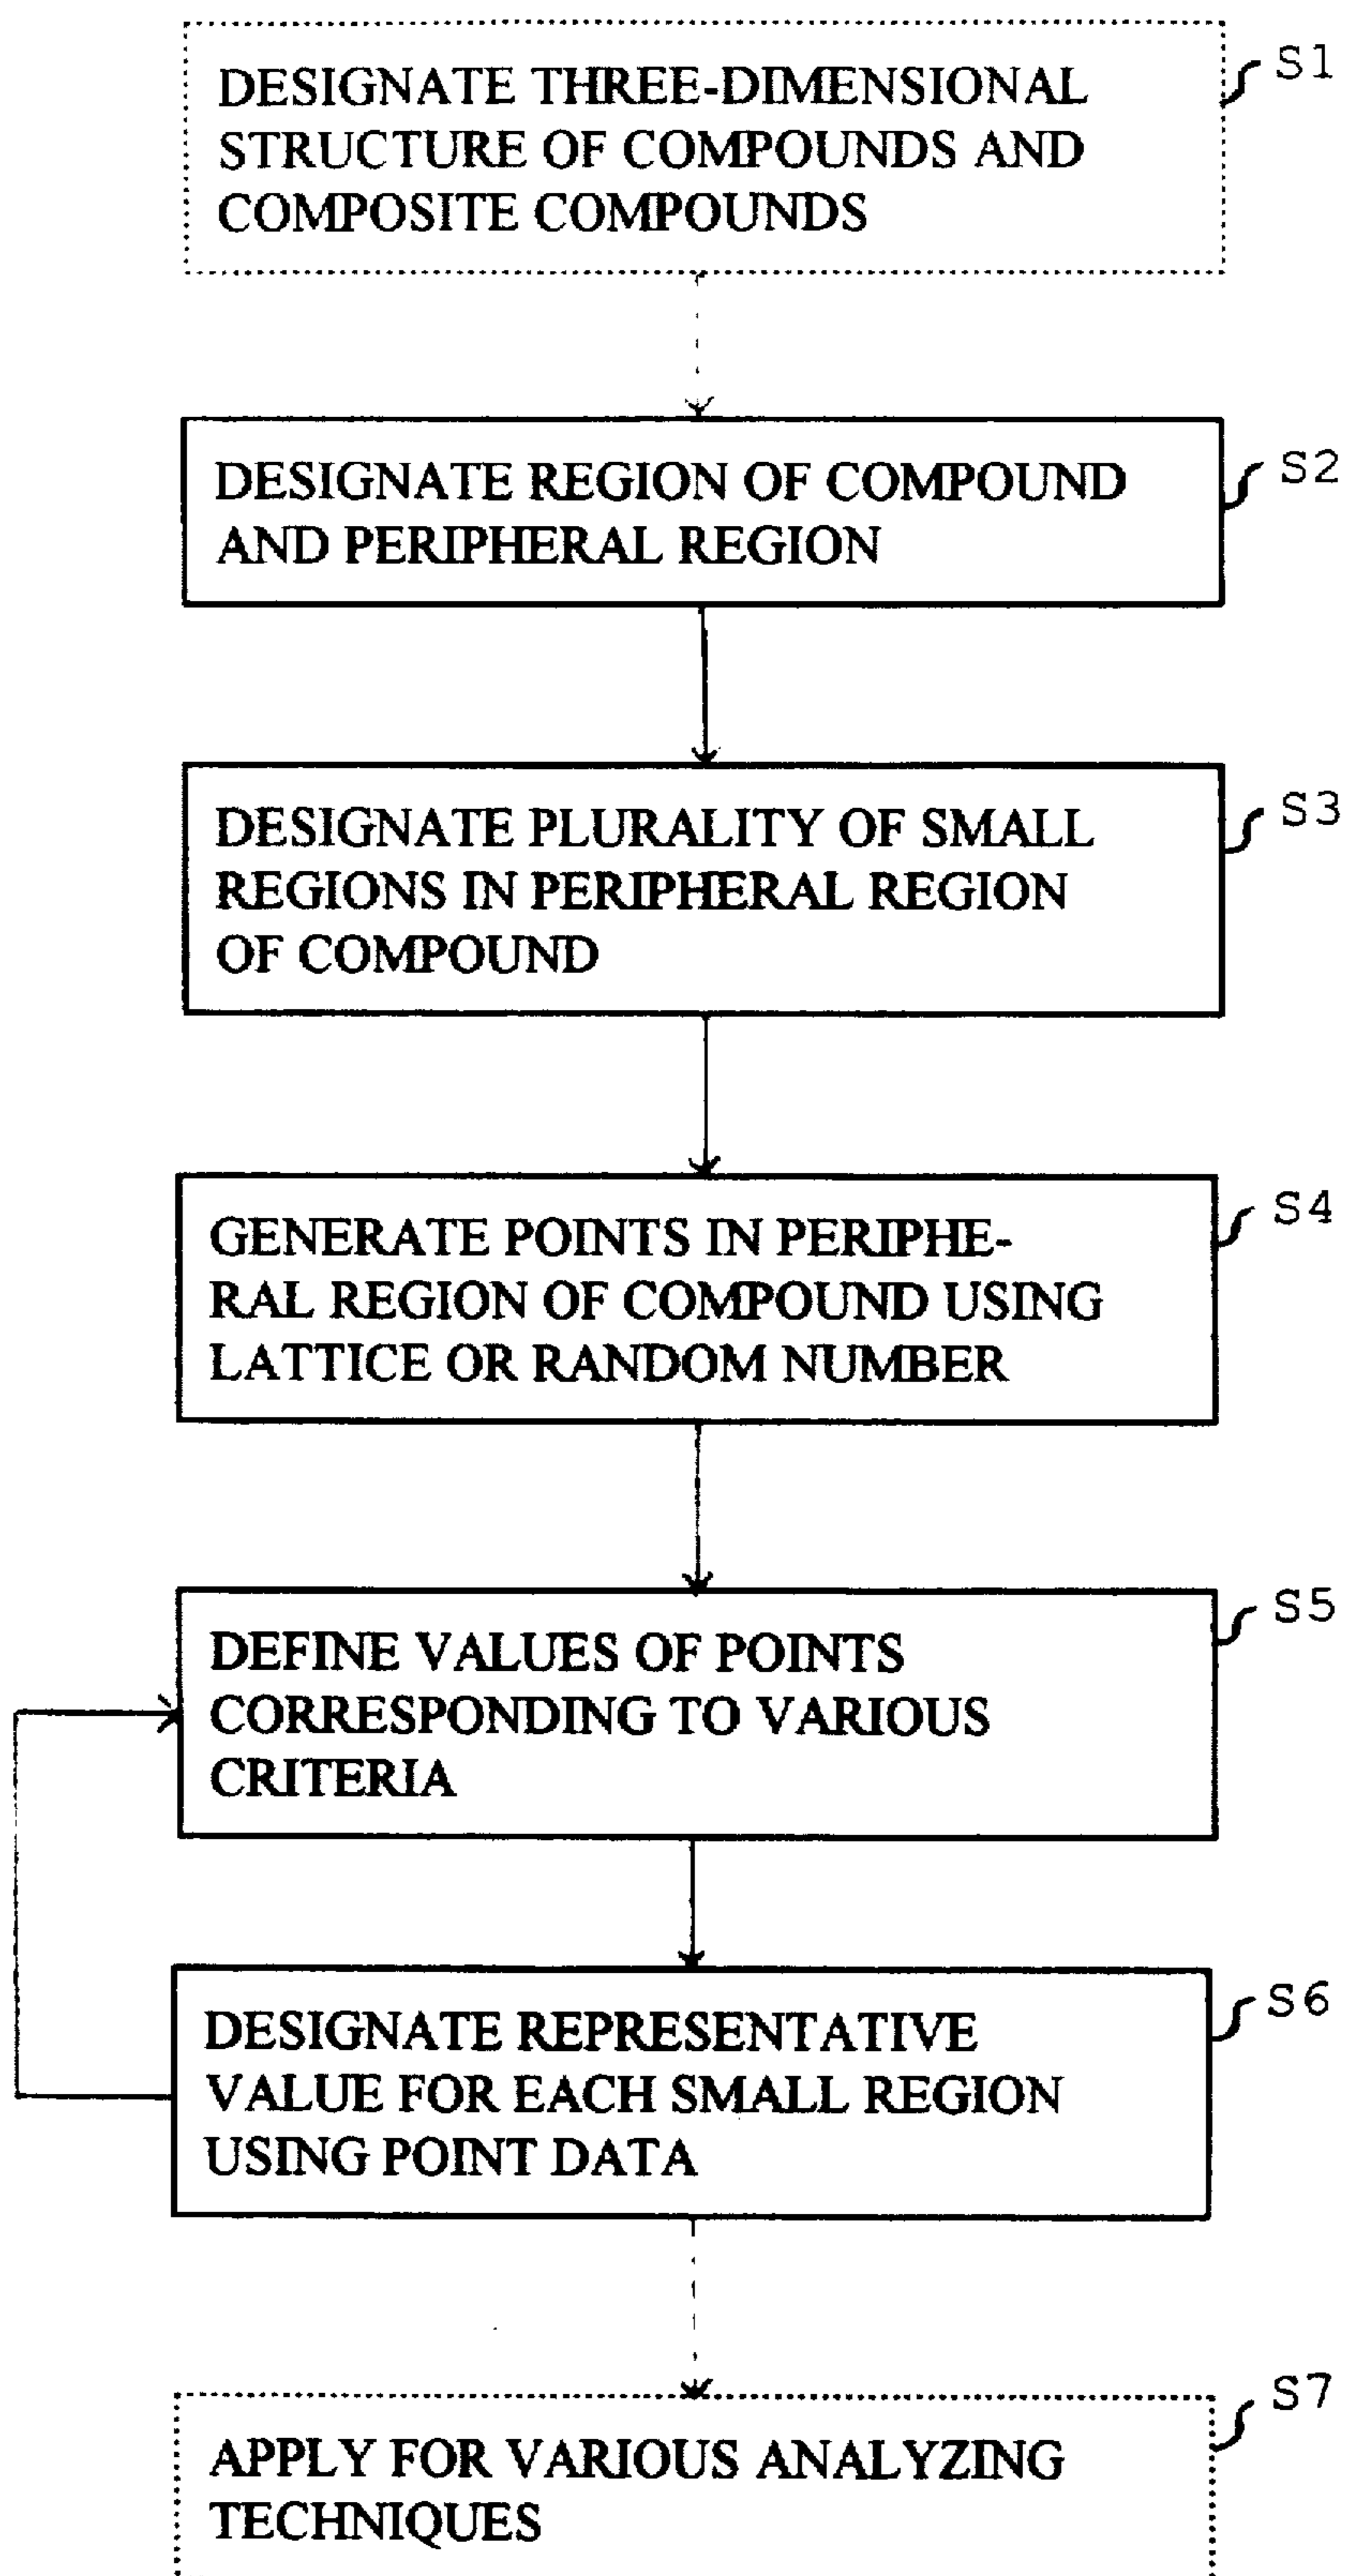 DESIGNATE THREE-DIMENSIONAL
STRUCTURE OF COMPOUNDS AND
COMPOSITE COMPOUNDS
S1
DESIGNATE REGION OF COMPOUND
AND PERIPHERAL REGION
S2
DESIGNATE PLURALITY OF SMALL
REGIONS IN PERIPHERAL REGION
OF COMPOUND
S3
GENERATE POINTS IN PERIPHE-
RAL REGION OF COMPOUND USING
LATTICE OR RANDOM NUMBER
S4
DEFINE VALUES OF POINTS
CORRESPONDING TO VARIOUS
CRITERIA
S5
DESIGNATE REPRESENTATIVE
VALUE FOR EACH SMALL REGION
USING POINT DATA
S6
APPLY FOR VARIOUS ANALYZING
TECHNIQUES
S7